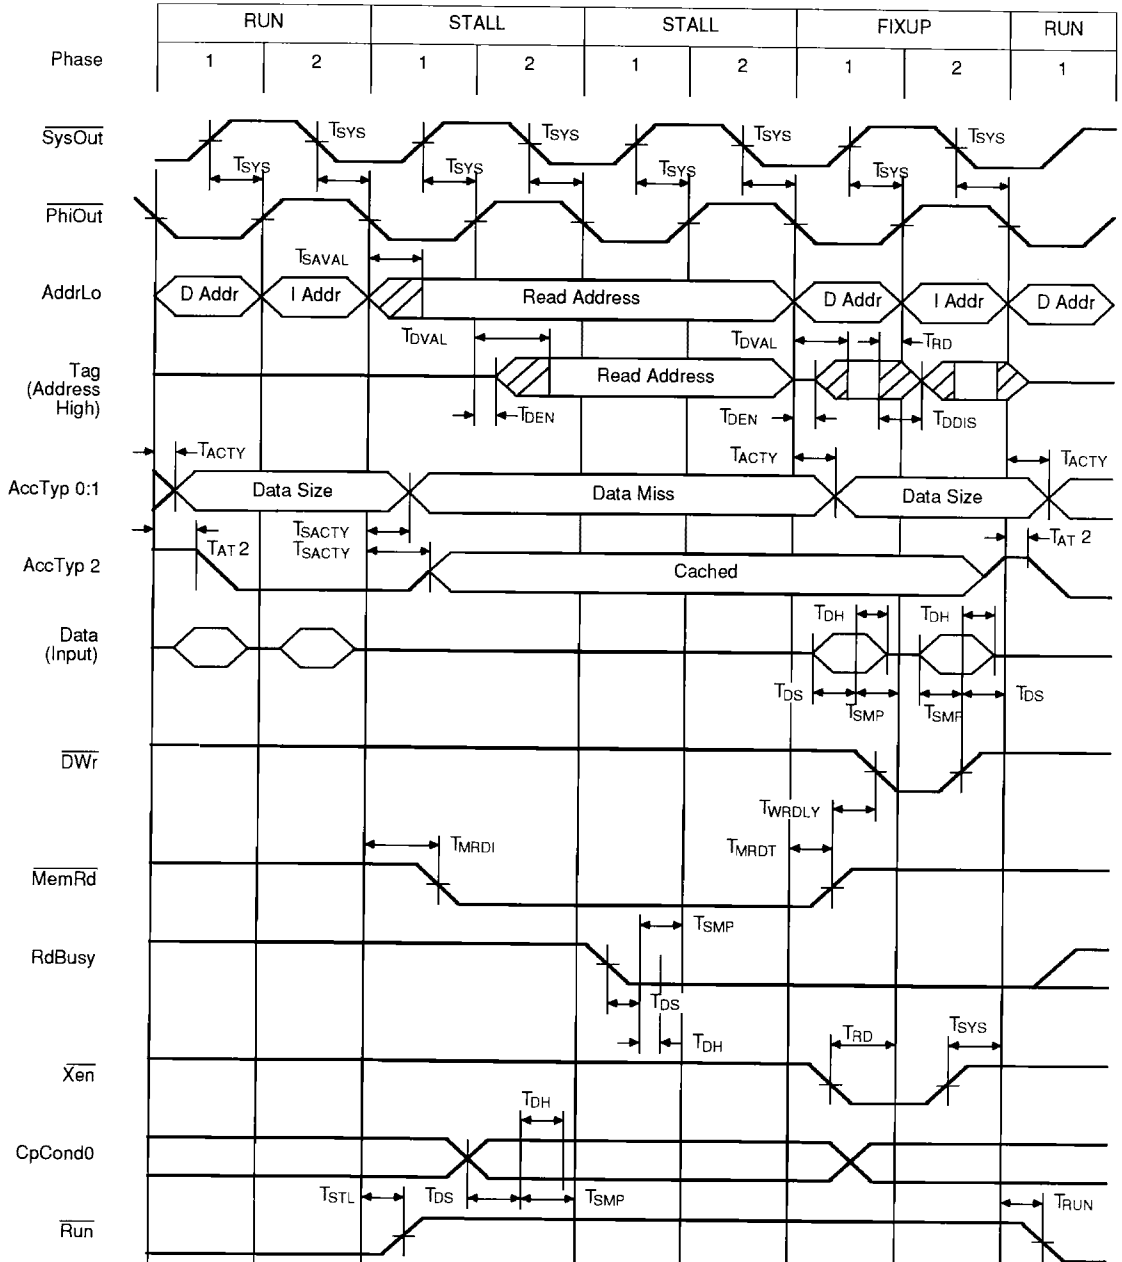 RUN STALL STALL FIXUP RUN
Phase 1 2 1 2 1 2 1 2 1
SysOut TSYS TSYS TSYS TSYS
TSYS TSYS TSYS TSYS
PhiOut
TSAVAL
AddrLo D Addr I Addr Read Address D Addr I Addr D Addr
TDVAL TDVAL TRD
Tag
(Address
High)
Read Address
TDEN TDEN TDDIS
TACTY TACTY TACTY
AccTyp 0:1 Data Size Data Miss Data Size
TSACTY
TAT 2 TSACTY TAT 2
AccTyp 2 Cached
TDH TDH
Data
(Input)
TDS TSMP TSMP TDS
DWr
TWRDLY
TMRDI TMRDT
MemRd
TSMP
RdBusy
TDS
TRD TSYS
TDH
Xen
TDH
CpCond0
TSTL TDS TSMP TRUN
Run